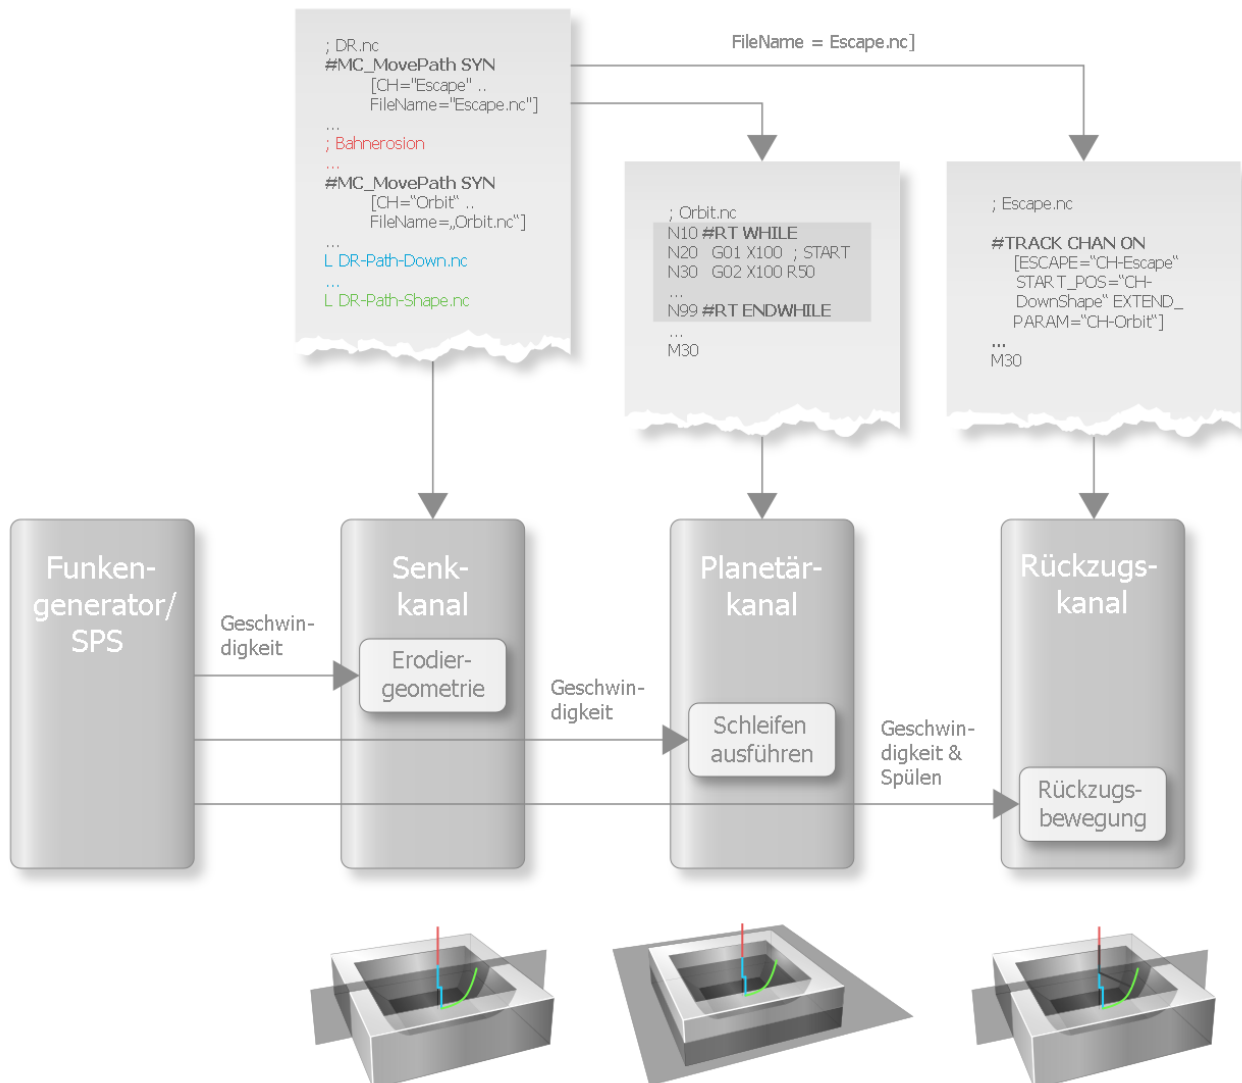 ; DR.nc
#MC_MovePath SYN
[CH="Escape" ..
FileName="Escape.nc"]
...
; Bahnerosion
...
#MC_MovePath SYN
[CH=“Orbit“ ..
FileName=„Orbit.nc“]
...
L DR-Path-Down.nc
...
L DR-Path-Shape.nc
FileName = Escape.nc]
; Orbit.nc
N10 #RT WHILE
N20 G01 X100 ; START
N30 G02 X100 R50
...
N99 #RT ENDWHILE
...
M30
; Escape.nc
#TRACK CHAN ON
[ESCAPE=“CH-Escape“
START_POS=“CH-
DownShape“ EXTEND_
PARAM=“CH-Orbit“]
...
M30
Funken-
generator/
SPS
Geschwin-
digkeit
Senk-
kanal
Erodier-
geometrie
Geschwin-
digkeit
Planetär-
kanal
Schleifen
ausführen
Geschwin-
digkeit &
Spülen
Rückzugs-
kanal
Rückzugs-
bewegung